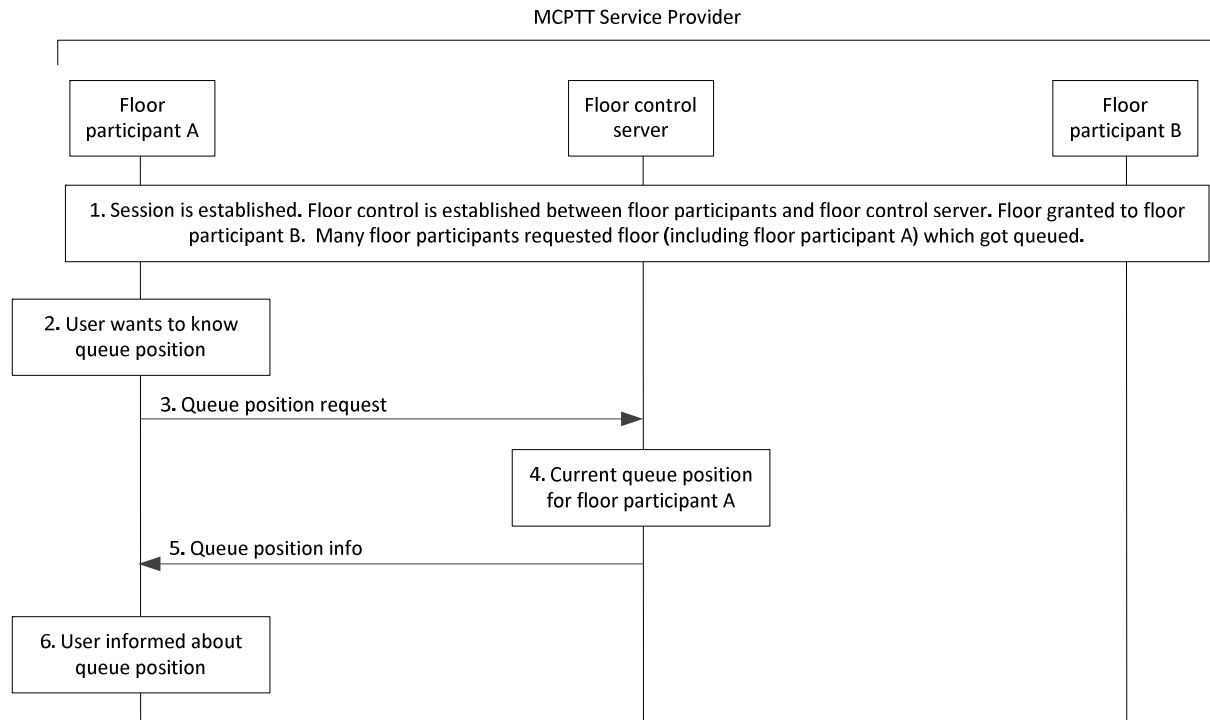 MCPTT Service Provider
Floor
participant A
Floor control
server
Floor
participant B
1. Session is established. Floor control is established between floor participants and floor control server. Floor granted to floor
participant B.  Many floor participants requested floor (including floor participant A) which got queued.
2. User wants to know
queue position
3. Queue position request
4. Current queue position
for floor participant A
5. Queue position info
6. User informed about
queue position